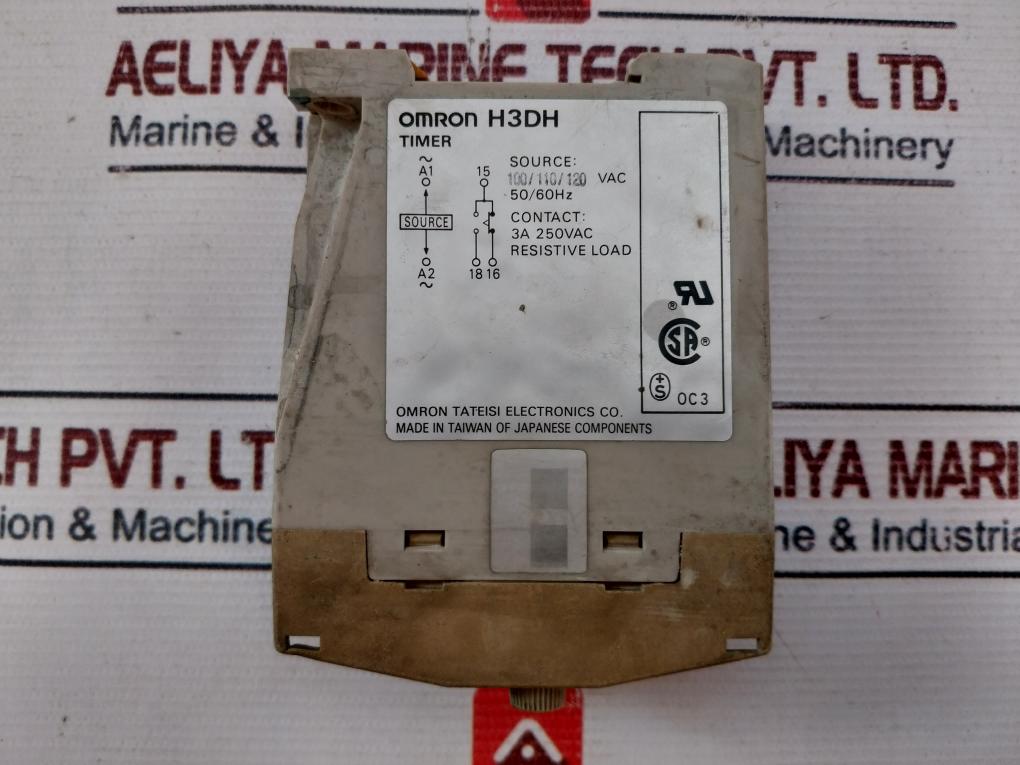 AELIYA MARINE TECH PVT. LTD.
Marine & I
Machinery
OMRON H3DH
TIMER
~
A1
15
SOURCE:
100/110/120 VAC
50/60Hz
SOURCE
CONTACT:
3A 250VAC
RESISTIVE LOAD
A2
~
18 16
UR
®
SA ®
+
S
OC3
OMRON TATEISI ELECTRONICS CO.
MADE IN TAIWAN OF JAPANESE COMPONENTS
CH PVT. LT
LIYA MARI
ion & Machine
ne & Industria